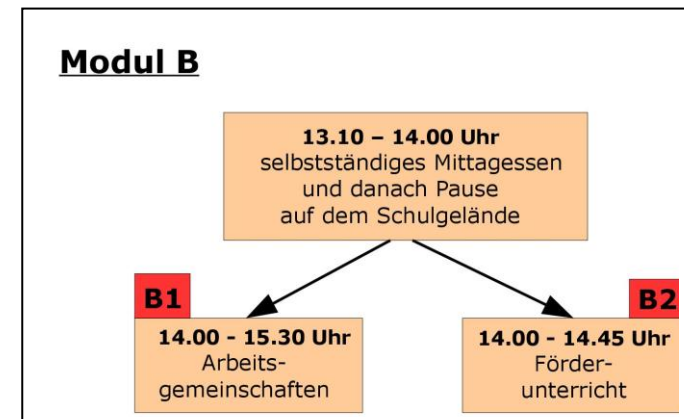 Modul B
13.10 – 14.00 Uhr
selbstständiges Mittagessen
und danach Pause
auf dem Schulgelände
B1
14.00 - 15.30 Uhr
Arbeits-
gemeinschaften
B2
14.00 - 14.45 Uhr
Förder-
unterricht